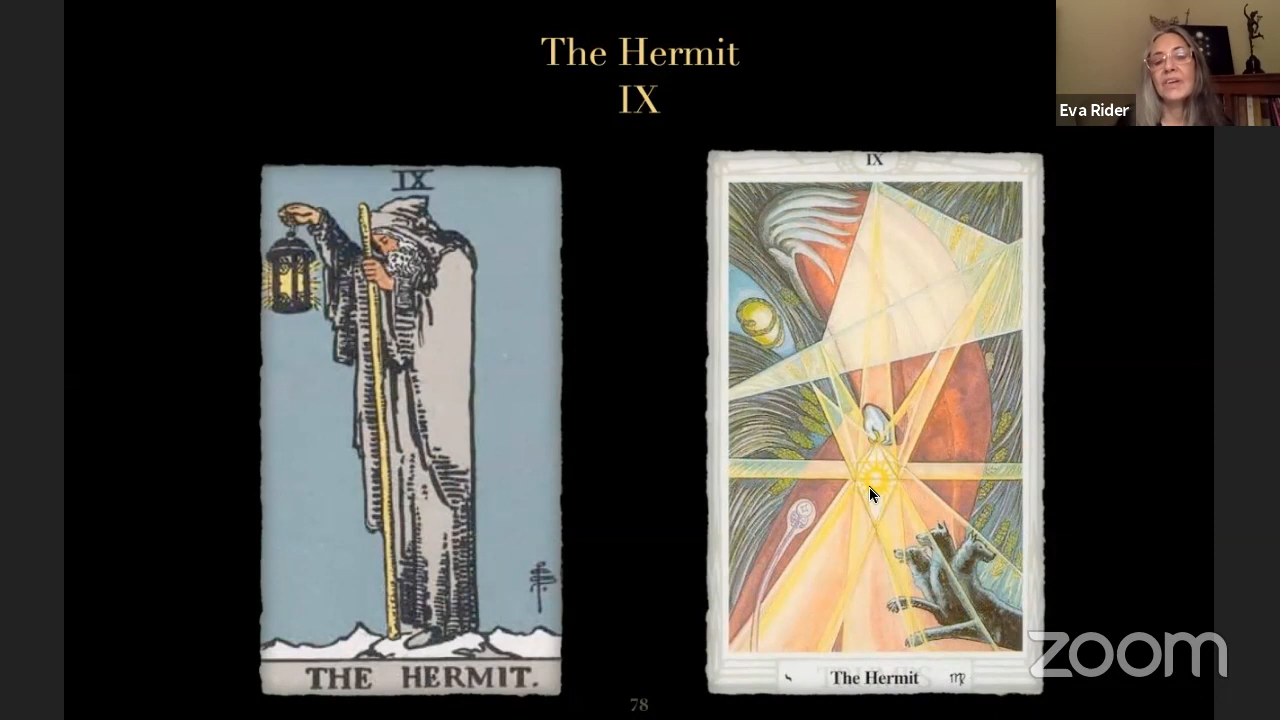 The Hermit
IX
Eva Rider
IX
THE HERMIT.
IX
The Hermit
78
zoom